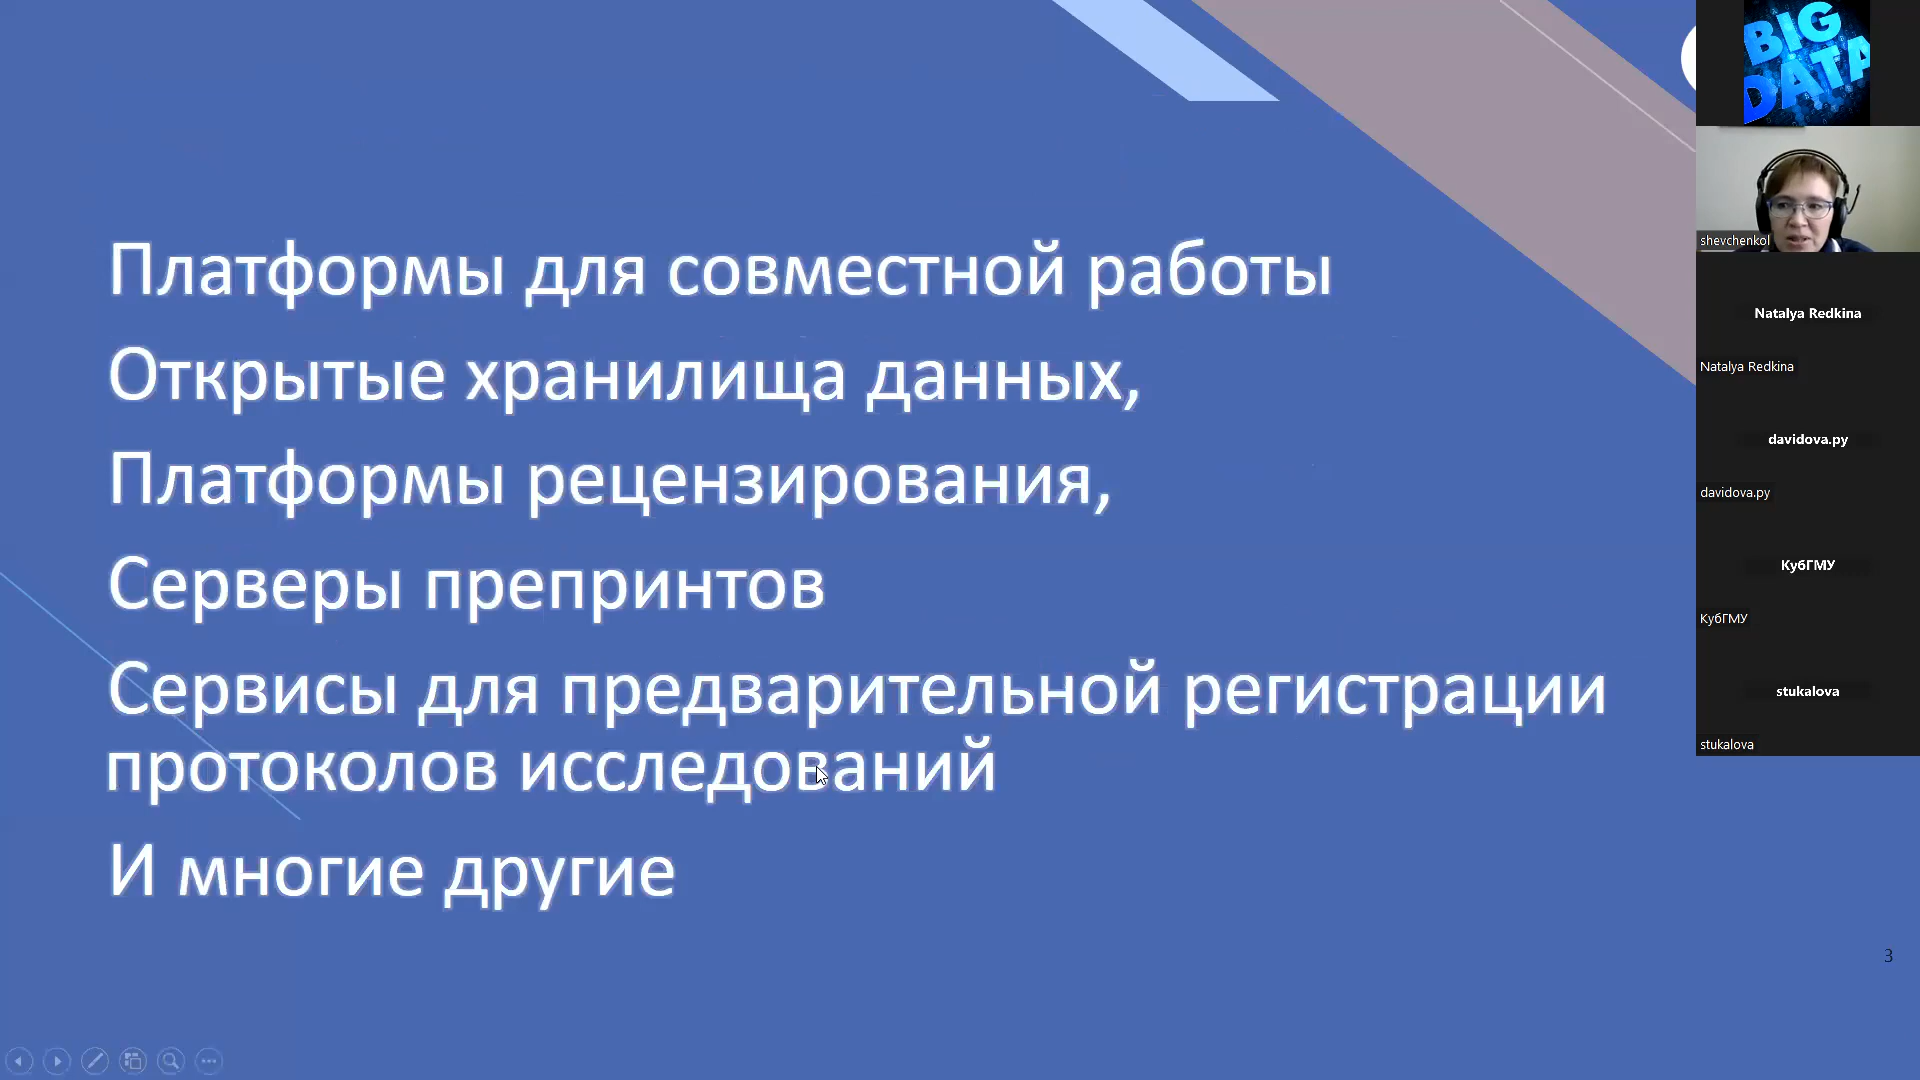 Платформы для совместной работы
Открытые хранилища данных,
Платформы рецензирования,
Серверы препринтов
Сервисы для предварительной регистрации
протоколов исследований
И многие другие
3
BIG
DATA
shevchenkol
Natalya Redkina
Natalya Redkina
davidova.py
davidova.py
КубГМУ
КубГМУ
stukalova
stukalova